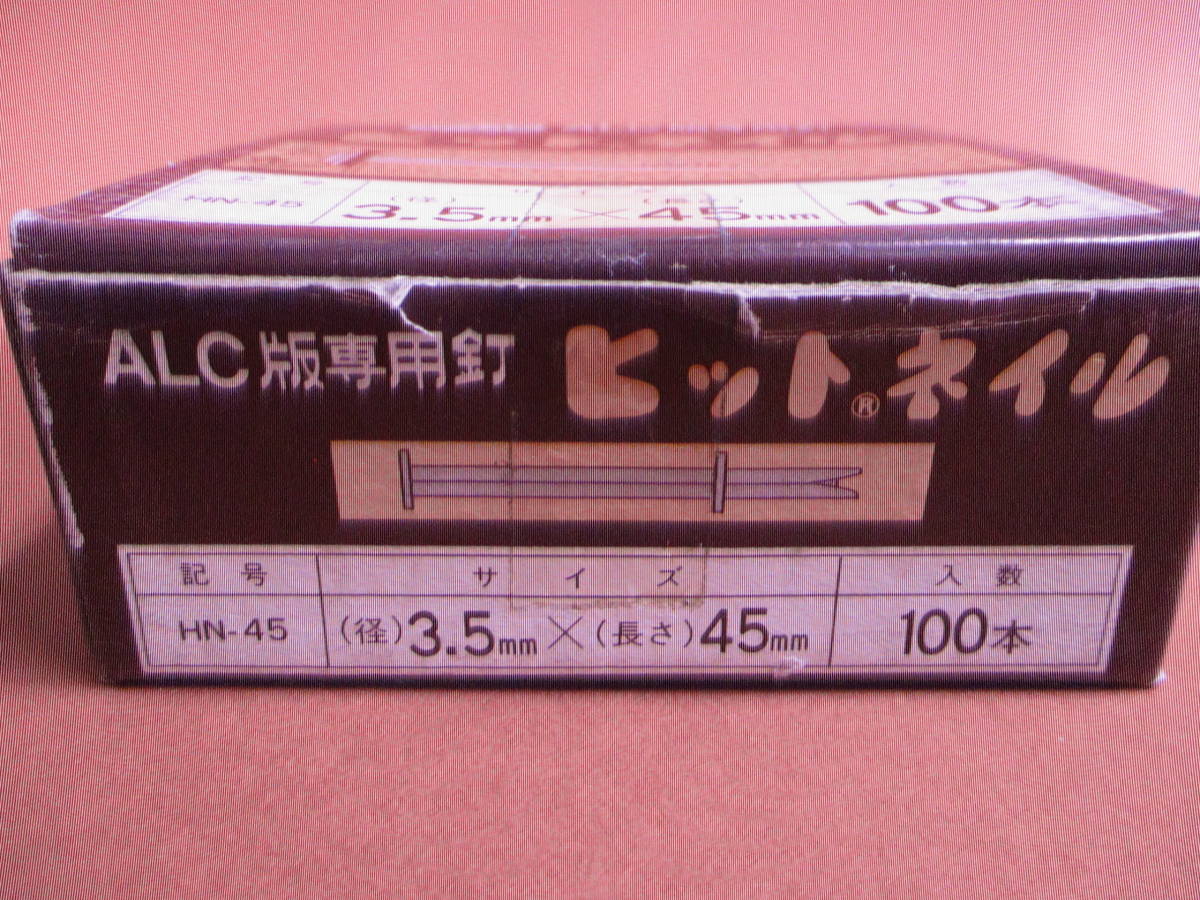 HN-45 3.5mm×45mm 100本
ALC版専用釘 ヒット®ネイル
記号 サイズ 入数
HN-45 (径)3.5mm×(長さ)45mm 100本